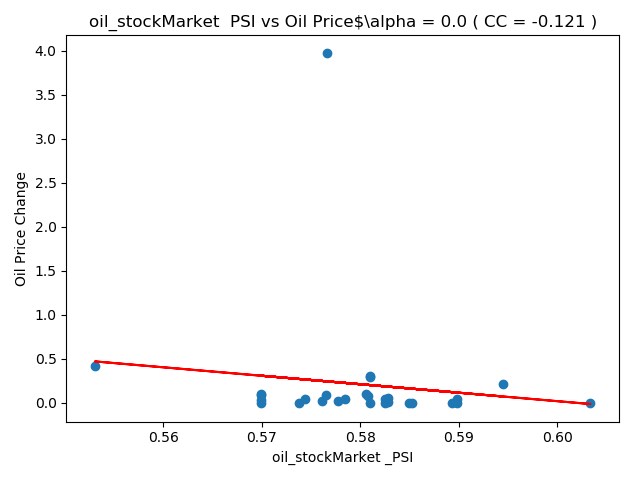 oil_stockMarket  PSI vs Oil Price$\alpha = 0.0 ( CC = -0.121 )
4.0
3.5
3.0
2.5
2.0
1.5
1.0
0.5
0.0
Oil Price Change
0.56 0.57 0.58 0.59 0.60
oil_stockMarket _PSI